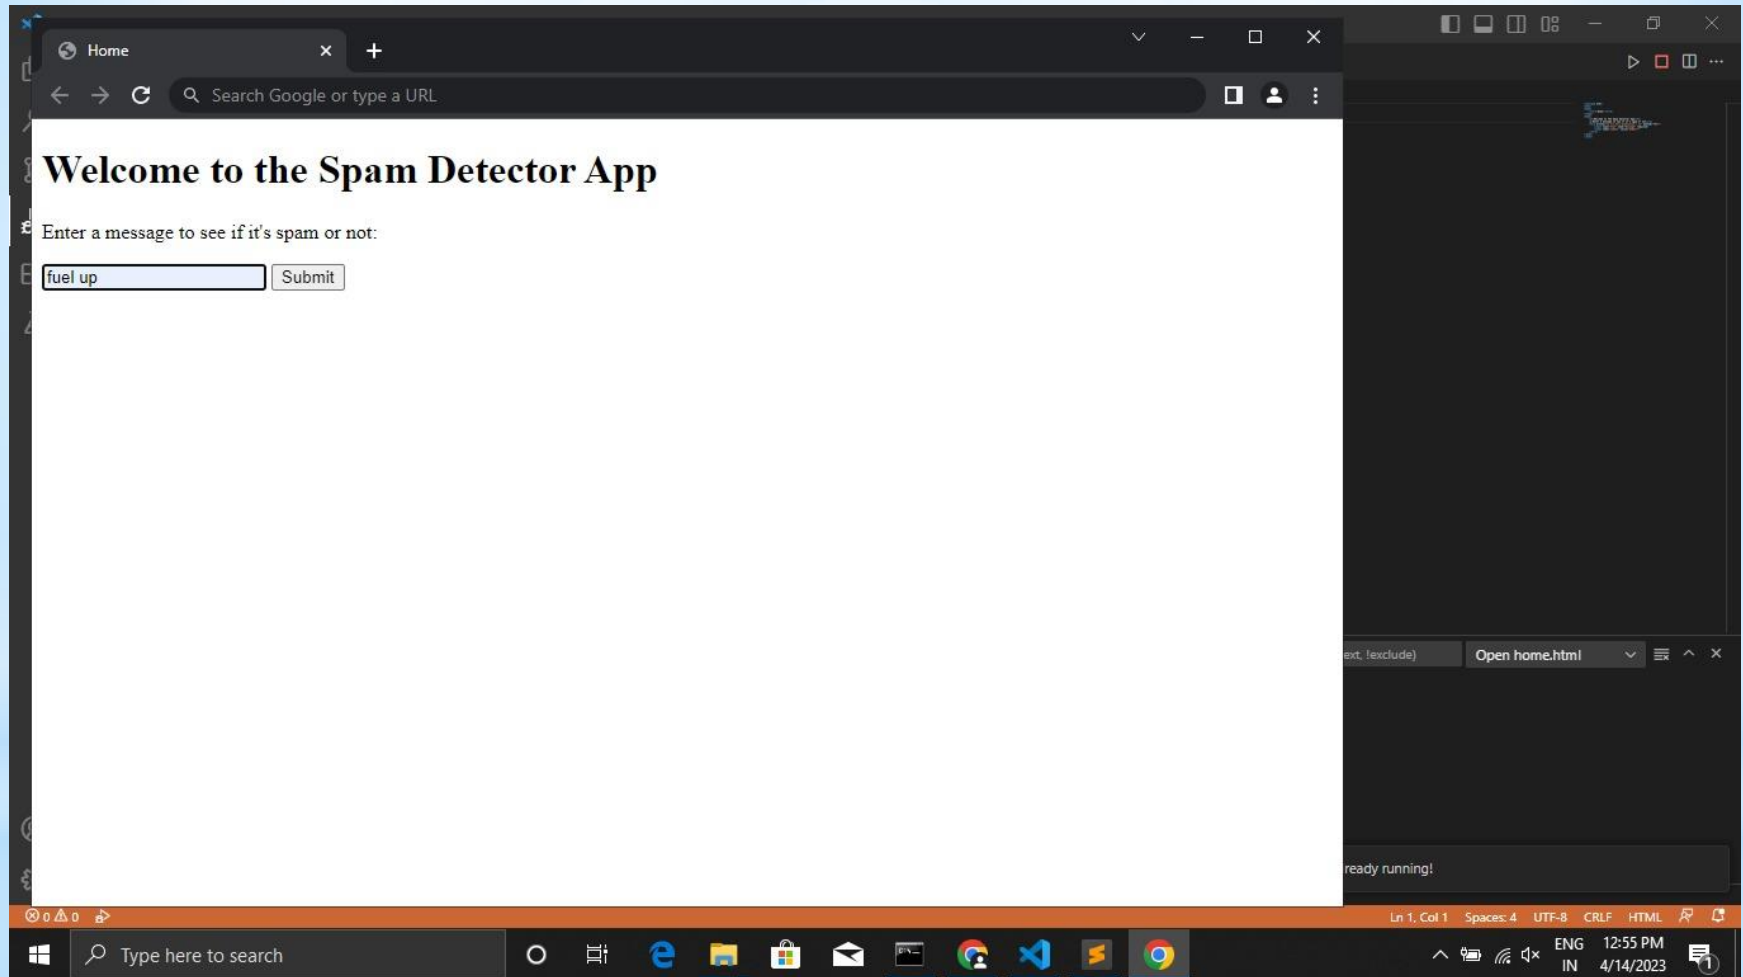 Home
Search Google or type a URL
Welcome to the Spam Detector App
Enter a message to see if it's spam or not:
fuel up Submit
ext, !exclude) Open home.html
ready running!
0 0 Ln 1, Col 1 Spaces: 4 UTF-8 CRLF HTML
Type here to search
ENG 12:55 PM
IN 4/14/2023 1